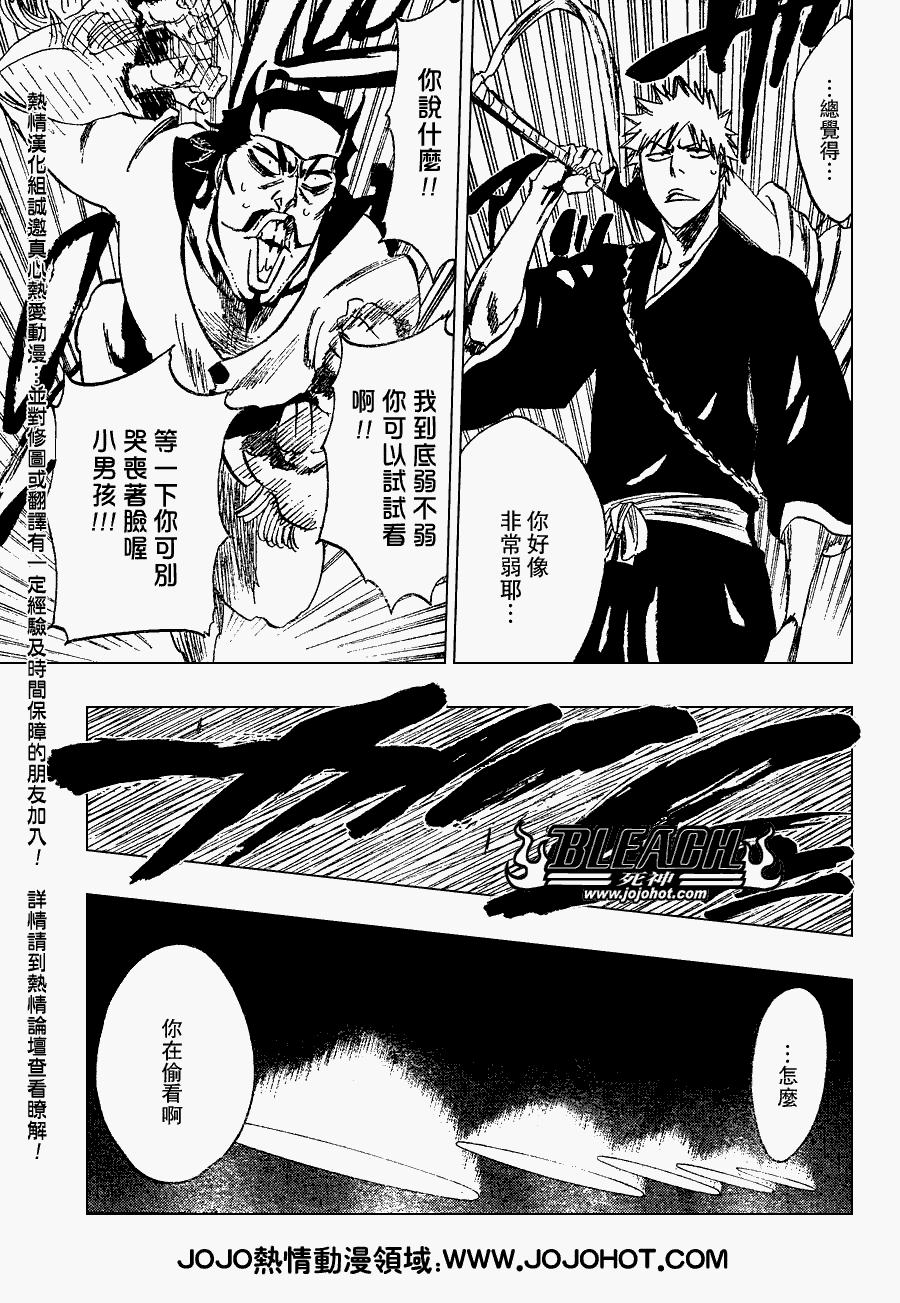 …總覺得…
你好像
非常弱耶…
你說什麼!!
我到底弱不弱
你可以試試看
啊!!
等一下你可別
哭喪著臉喔
小男孩!!!
BLEACH
死神
www.jojohot.com
…怎麼
你在偷看啊
熱情漢化組誠邀真心熱愛動漫…並對修圖或翻譯有一定經驗及時間保障的朋友加入! 詳情請到熱情論壇查看瞭解!
JOJO熱情動漫領域:WWW.JOJOHOT.COM